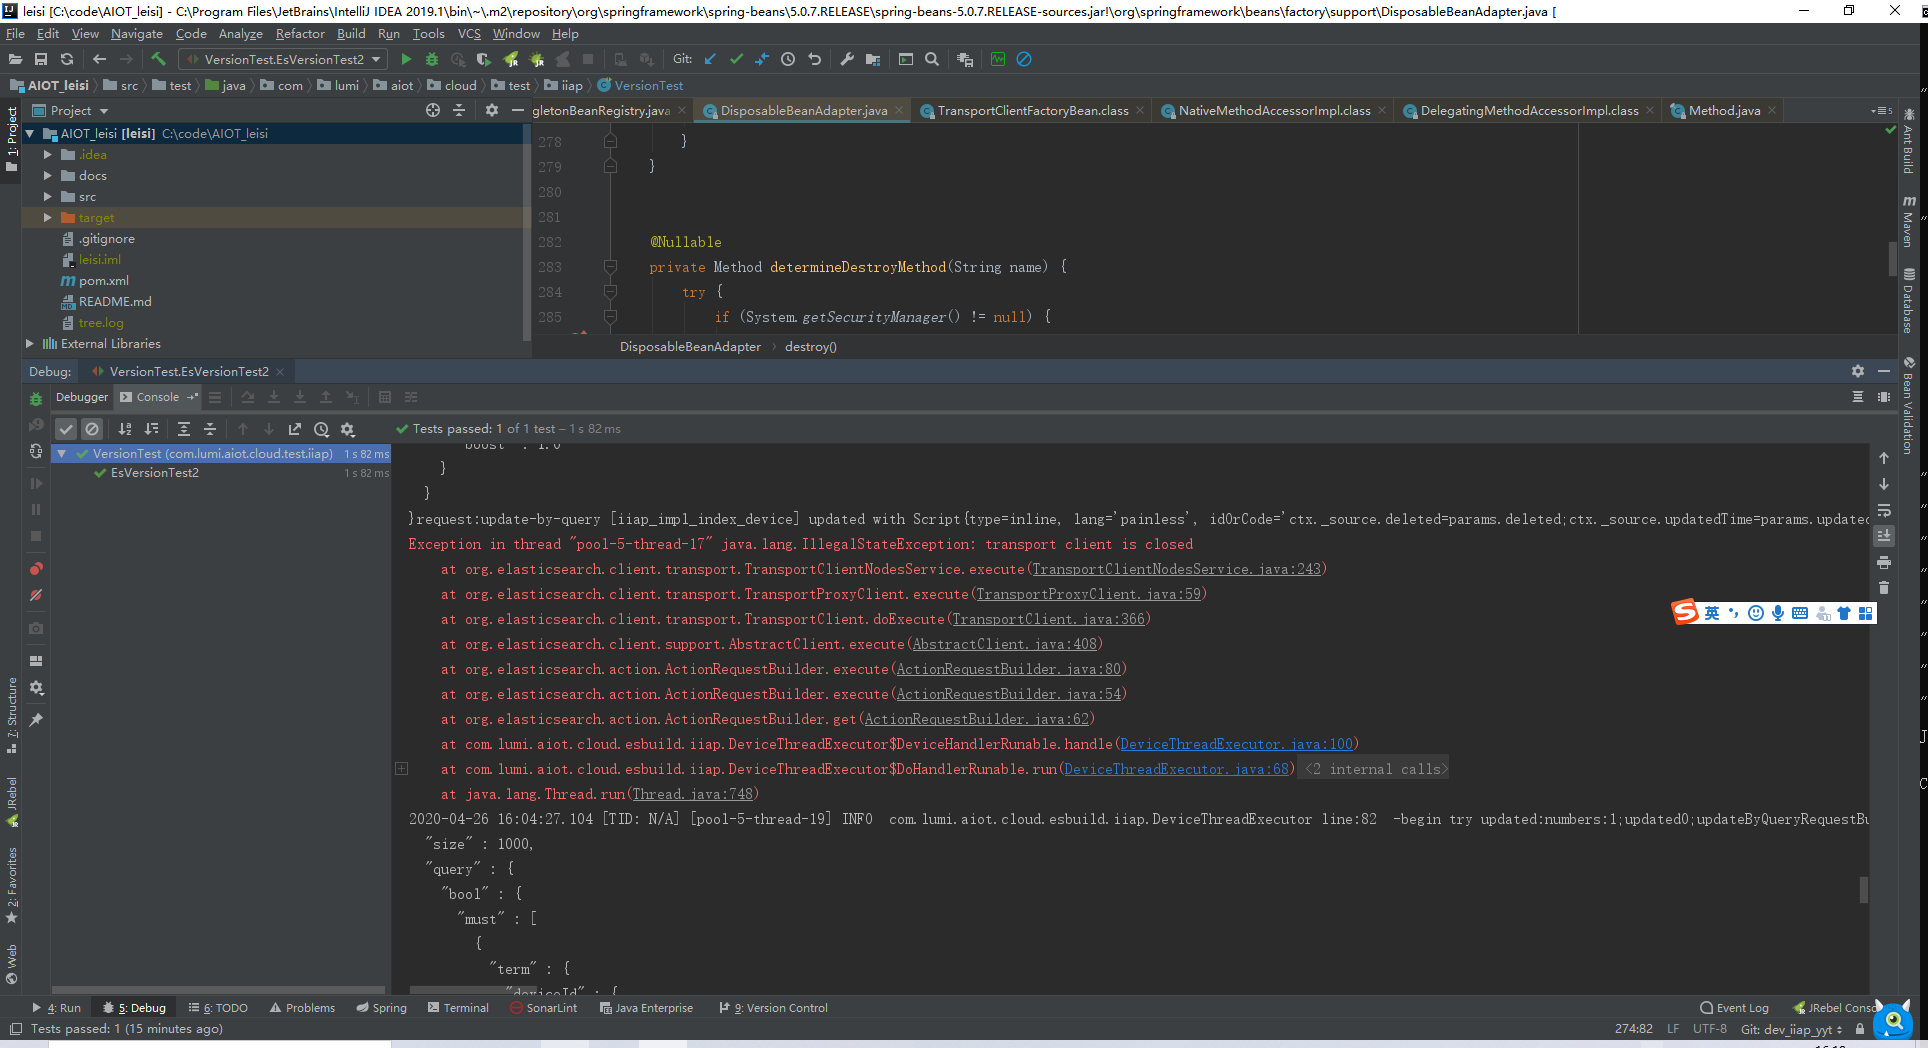 leisi [C:\code\AIOT_leisi] - C:\Program Files\JetBrains\IntelliJ IDEA 2019.1\bin\~\.m2\repository\org\springframework\spring-beans\5.0.7.RELEASE\spring-beans-5.0.7.RELEASE-sources.jar!\org\springframework\beans\factory\support\DisposableBeanAdapter.java [
File Edit View Navigate Code Analyze Refactor Build Run Tools VCS Window Help
VersionTest.EsVersionTest2 Git:
AIOT_leisi src test java com lumi aiot cloud test iiap VersionTest
1: Project
Project
gletonBeanRegistry.java DisposableBeanAdapter.java TransportClientFactoryBean.class NativeMethodAccessorImpl.class DelegatingMethodAccessorImpl.class Method.java
AIOT_leisi [leisi] C:\code\AIOT_leisi
.idea
docs
src
target
.gitignore
leisi.iml
pom.xml
README.md
tree.log
External Libraries
278 }
279 }
280
281
282 @Nullable
283 private Method determineDestroyMethod(String name) {
284 try {
285 if (System.getSecurityManager() != null) {
DisposableBeanAdapter › destroy()
Ant Build
Maven
Database
Bean Validation
Debug: VersionTest.EsVersionTest2
Debugger Console
Tests passed: 1 of 1 test – 1 s 82 ms
VersionTest (com.lumi.aiot.cloud.test.iiap) 1 s 82 ms
EsVersionTest2 1 s 82 ms
"boost" : 1.0
}
}
}request:update-by-query [iiap_impl_index_device] updated with Script{type=inline, lang='painless', idOrCode='ctx._source.deleted=params.deleted;ctx._source.updatedTime=params.update
Exception in thread "pool-5-thread-17" java.lang.IllegalStateException: transport client is closed
at org.elasticsearch.client.transport.TransportClientNodesService.execute(TransportClientNodesService.java:243)
at org.elasticsearch.client.transport.TransportProxyClient.execute(TransportProxyClient.java:59)
at org.elasticsearch.client.transport.TransportClient.doExecute(TransportClient.java:366)
at org.elasticsearch.client.support.AbstractClient.execute(AbstractClient.java:408)
at org.elasticsearch.action.ActionRequestBuilder.execute(ActionRequestBuilder.java:80)
at org.elasticsearch.action.ActionRequestBuilder.execute(ActionRequestBuilder.java:54)
at org.elasticsearch.action.ActionRequestBuilder.get(ActionRequestBuilder.java:62)
at com.lumi.aiot.cloud.esbuild.iiap.DeviceThreadExecutor$DeviceHandlerRunable.handle(DeviceThreadExecutor.java:100)
at com.lumi.aiot.cloud.esbuild.iiap.DeviceThreadExecutor$DoHandlerRunable.run(DeviceThreadExecutor.java:68) <2 internal calls>
at java.lang.Thread.run(Thread.java:748)
2020-04-26 16:04:27.104 [TID: N/A] [pool-5-thread-19] INFO com.lumi.aiot.cloud.esbuild.iiap.DeviceThreadExecutor line:82 -begin try updated:numbers:1;updated0;updateByQueryRequestBu
"size" : 1000,
"query" : {
"bool" : {
"must" : [
{
"term" : {
"deviceId" : {
英
7: Structure
JRebel
2: Favorites
Web
4: Run 5: Debug 6: TODO Problems Spring Terminal SonarLint Java Enterprise 9: Version Control Event Log JRebel Conso
Tests passed: 1 (15 minutes ago) 274:82 LF UTF-8 Git: dev_iiap_yyt